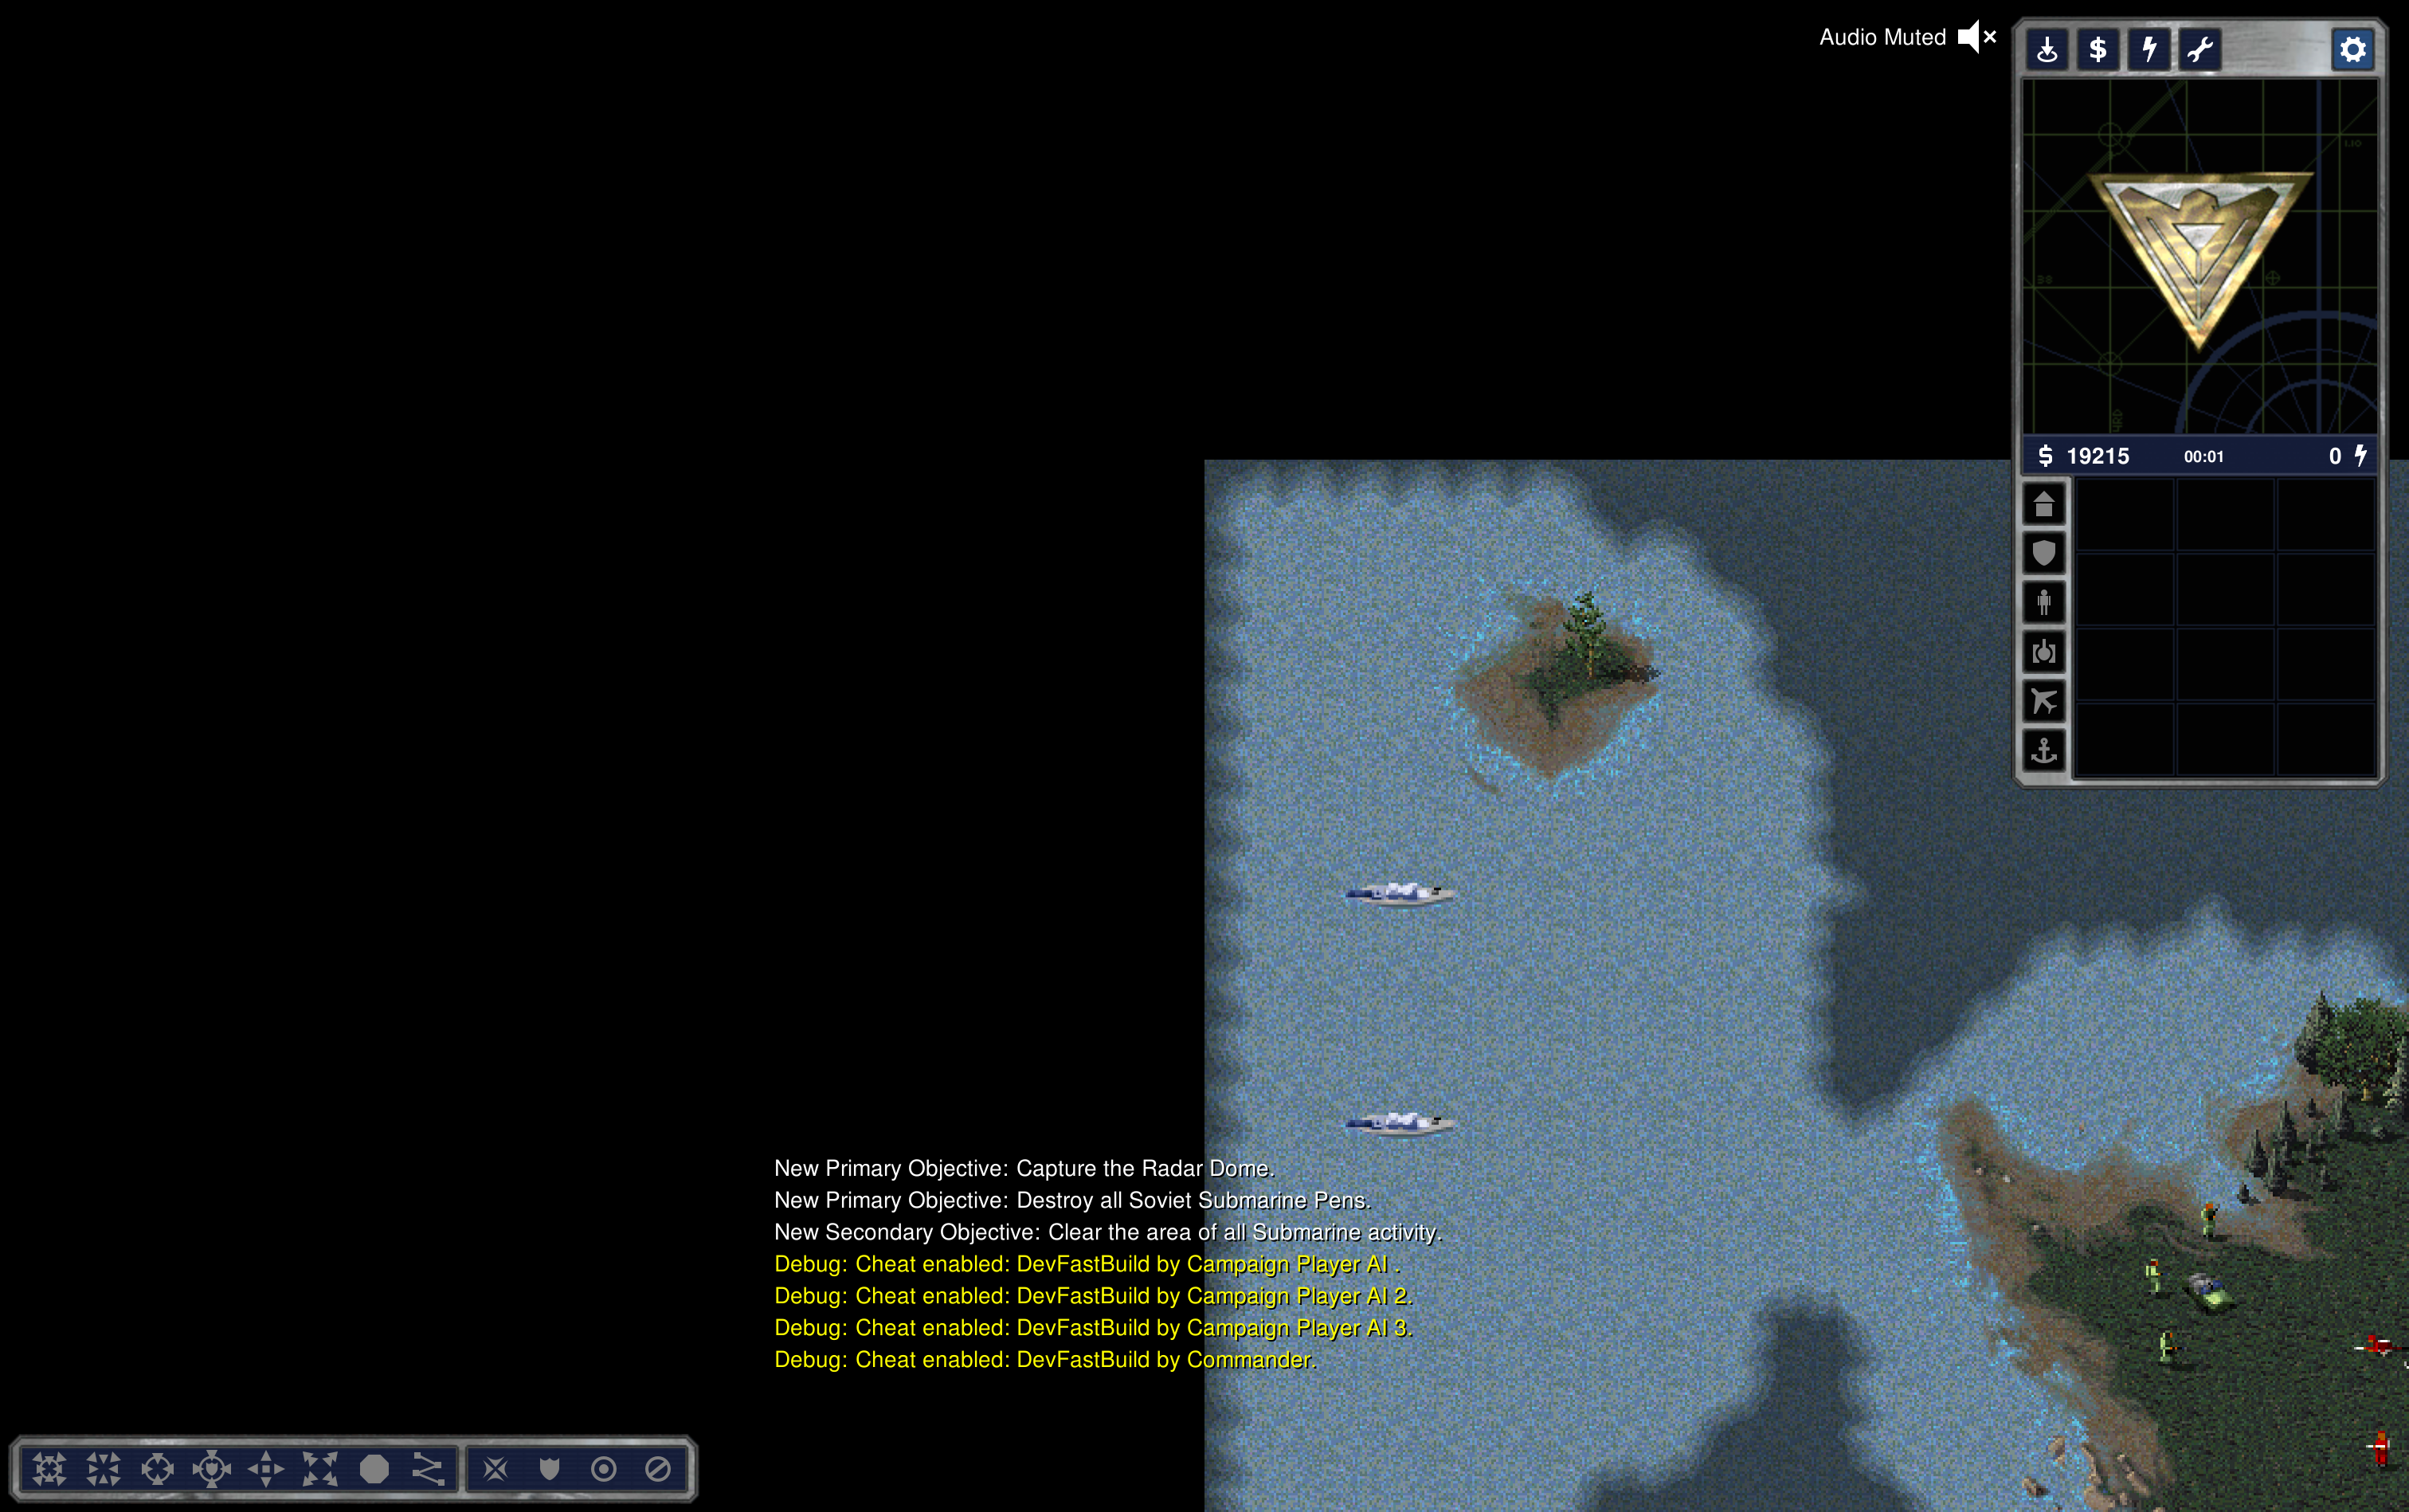 Audio Muted
$ 19215 00:01 0
New Primary Objective: Capture the Radar Dome.
New Primary Objective: Destroy all Soviet Submarine Pens.
New Secondary Objective: Clear the area of all Submarine activity.
Debug: Cheat enabled: DevFastBuild by Campaign Player AI .
Debug: Cheat enabled: DevFastBuild by Campaign Player AI 2.
Debug: Cheat enabled: DevFastBuild by Campaign Player AI 3.
Debug: Cheat enabled: DevFastBuild by Commander.